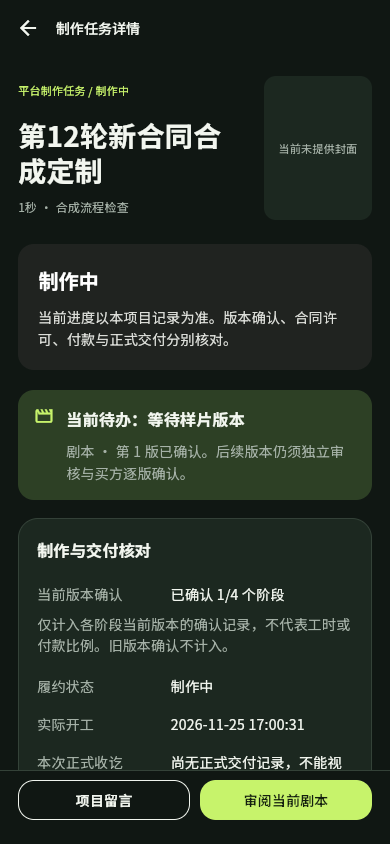 制作任务详情
平台制作任务 / 制作中
第12轮新合同合
成定制
1秒 · 合成流程检查
当前未提供封面
制作中
当前进度以本项目记录为准。版本确认、合同许
可、付款与正式交付分别核对。
当前待办：等待样片版本
剧本 · 第 1 版已确认。后续版本仍须独立审
核与买方逐版确认。
制作与交付核对
当前版本确认 已确认 1/4 个阶段
仅计入各阶段当前版本的确认记录，不代表工时或
付款比例。旧版本确认不计入。
履约状态 制作中
实际开工 2026-11-25 17:00:31
本次正式收讫 尚无正式交付记录，不能视
项目留言 审阅当前剧本